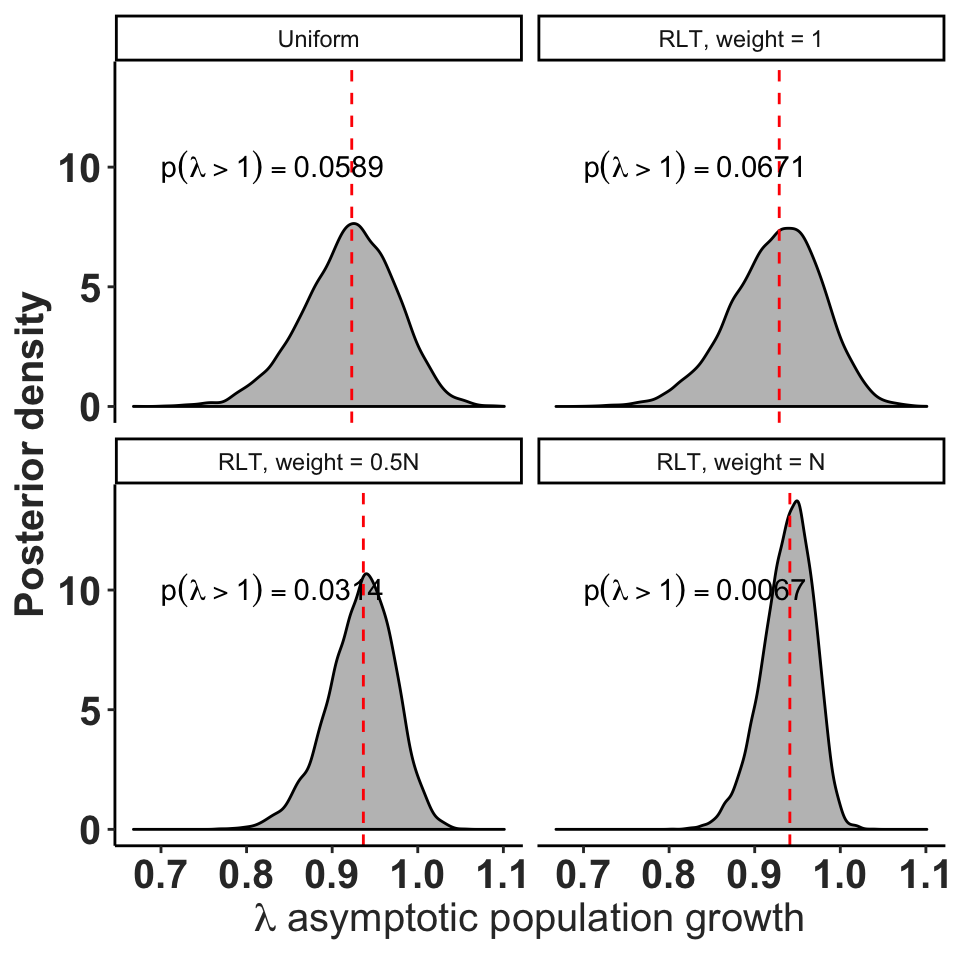 Uniform
RLT, weight = 1
p(λ > 1) = 0.0589
p(λ > 1) = 0.0671
10
5
0
RLT, weight = 0.5N
RLT, weight = N
p(λ > 1) = 0.0314
p(λ > 1) = 0.0067
10
5
0
Posterior density
0.7 0.8 0.9 1.0 1.1
0.7 0.8 0.9 1.0 1.1
λ asymptotic population growth